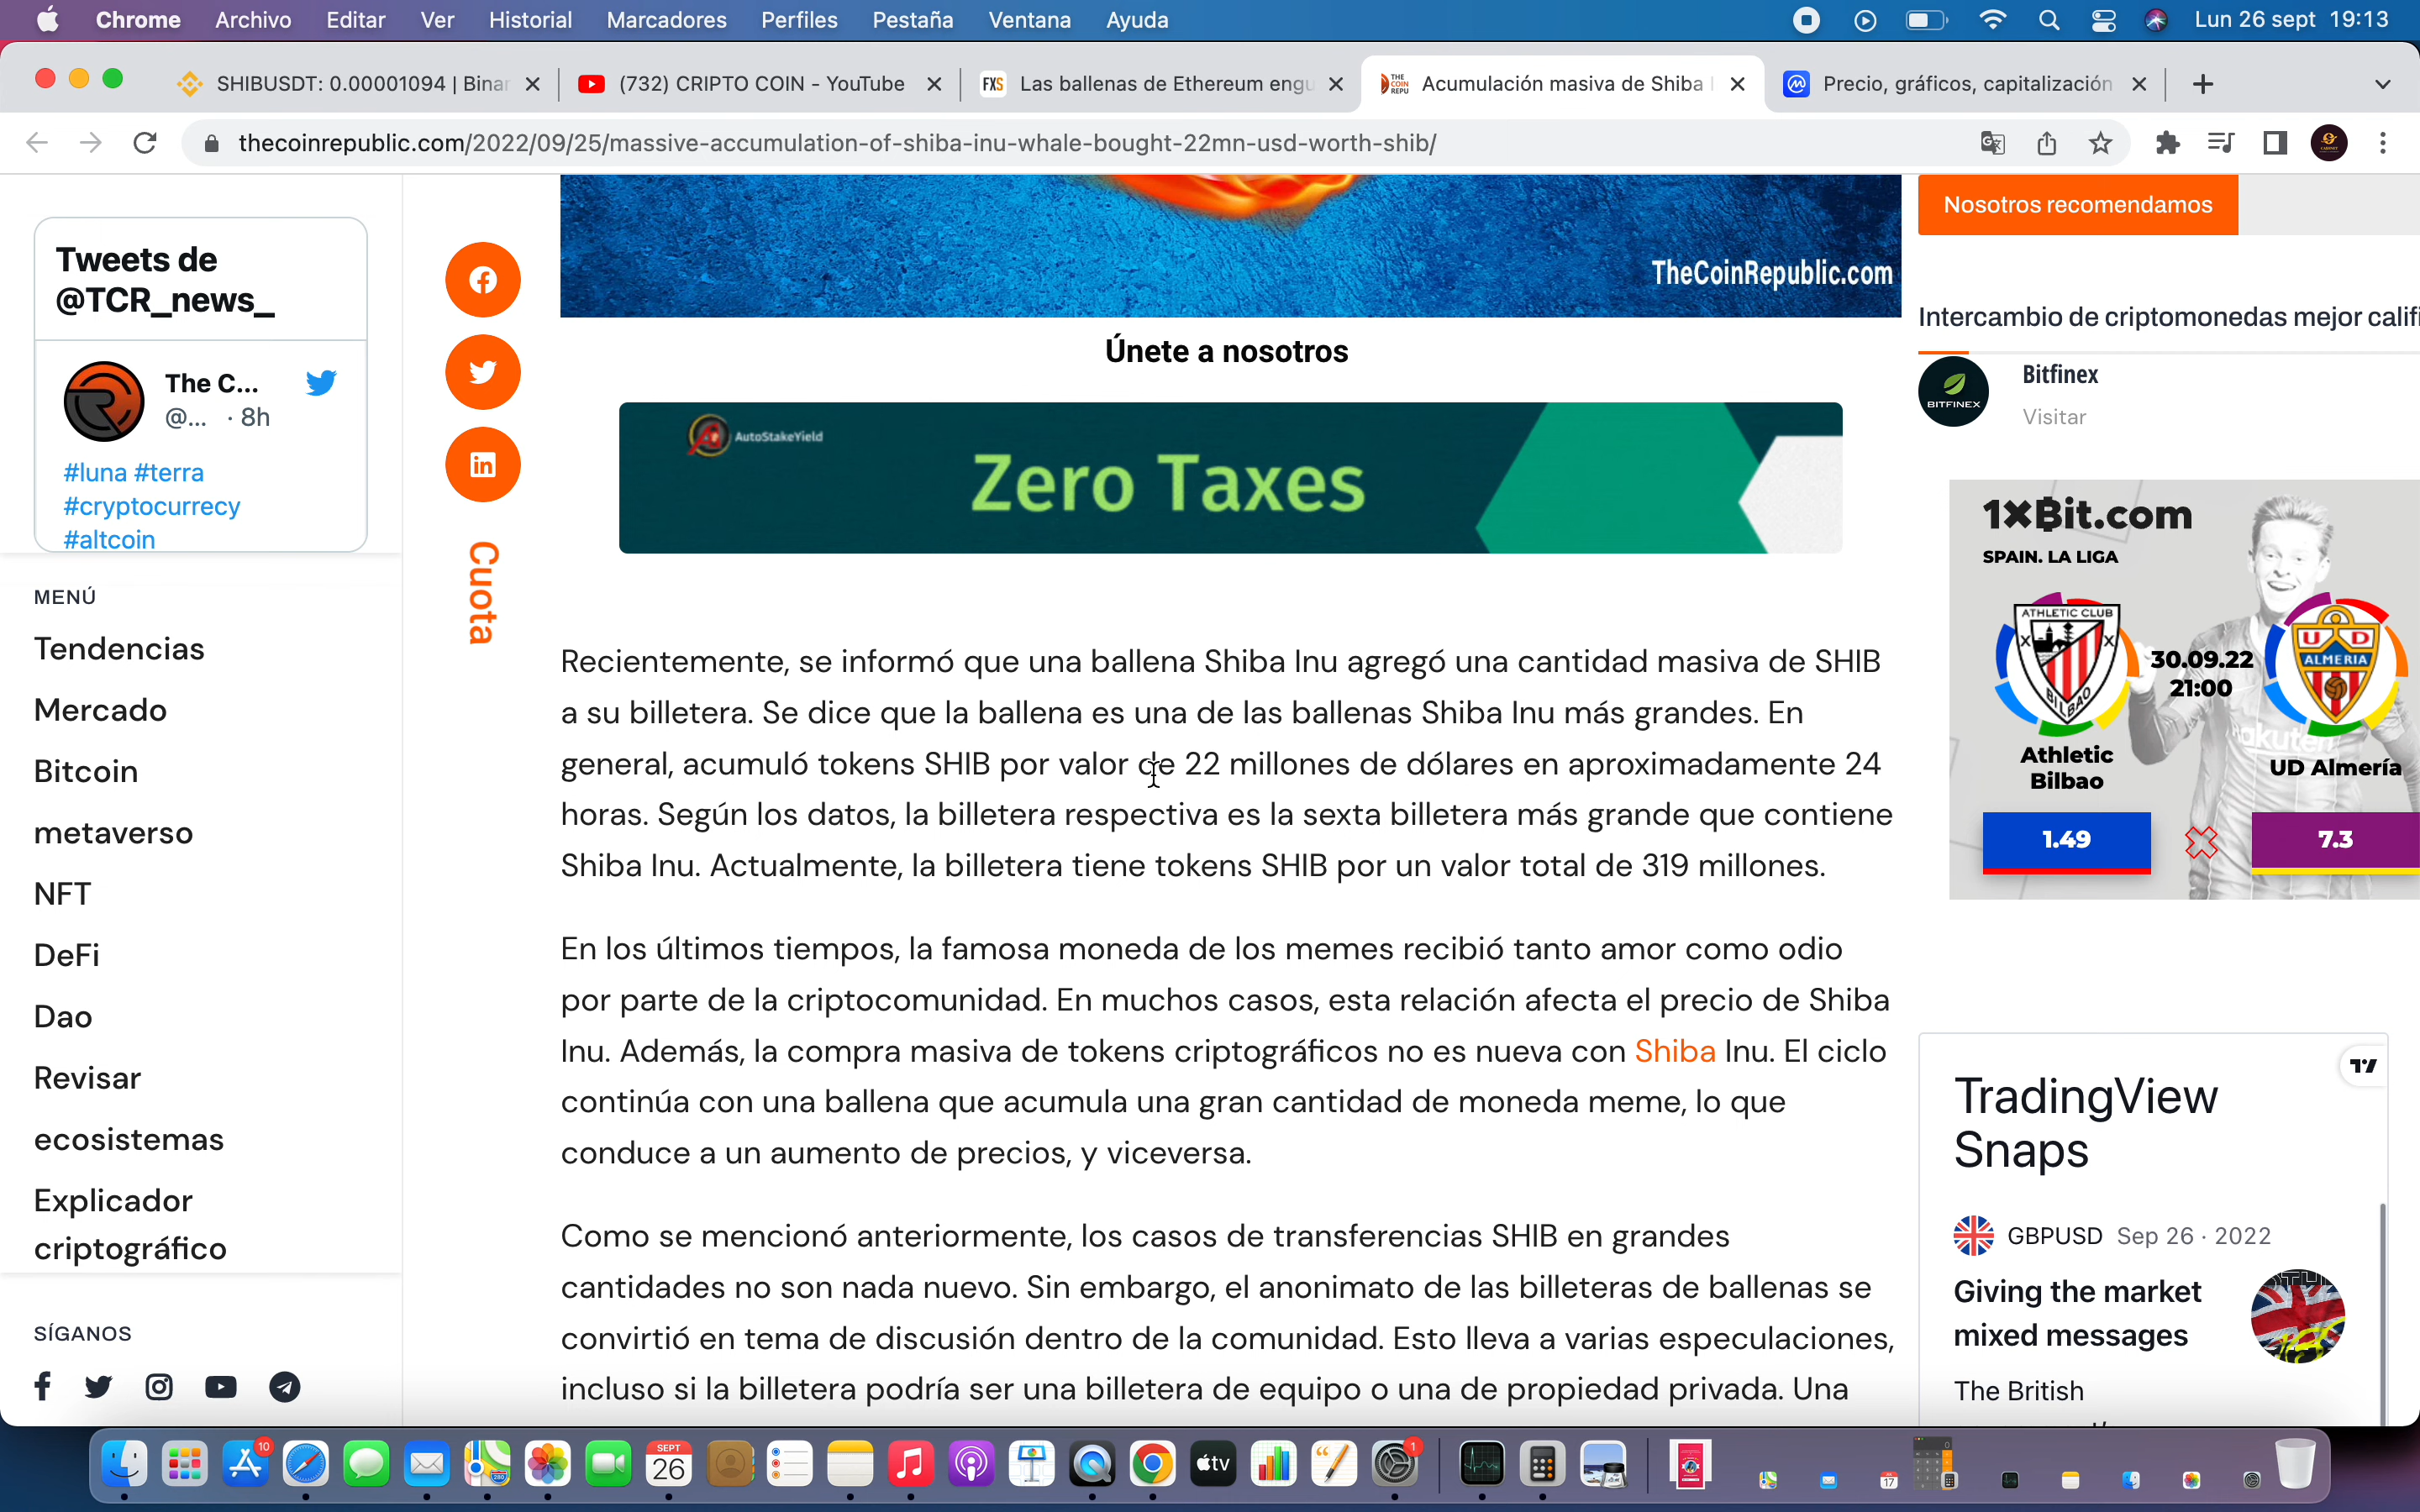 Chrome Archivo Editar Ver Historial Marcadores Perfiles Pestaña Ventana Ayuda Lun 26 sept 19:13
SHIBUSDT: 0.00001094 | Binar
(732) CRIPTO COIN - YouTube
FXS Las ballenas de Ethereum engu
THE COIN REPU Acumulación masiva de Shiba I
Precio, gráficos, capitalización
thecoinrepublic.com/2022/09/25/massive-accumulation-of-shiba-inu-whale-bought-22mn-usd-worth-shib/
Tweets de
@TCR_news_
The C...
@... · 8h
#luna #terra
#cryptocurrecy
#altcoin
MENÚ
Tendencias
Mercado
Bitcoin
metaverso
NFT
DeFi
Dao
Revisar
ecosistemas
Explicador
criptográfico
SÍGANOS
Cuota
TheCoinRepublic.com
Únete a nosotros
AutoStakeYield
Zero Taxes
Recientemente, se informó que una ballena Shiba Inu agregó una cantidad masiva de SHIB
a su billetera. Se dice que la ballena es una de las ballenas Shiba Inu más grandes. En
general, acumuló tokens SHIB por valor de 22 millones de dólares en aproximadamente 24
horas. Según los datos, la billetera respectiva es la sexta billetera más grande que contiene
Shiba Inu. Actualmente, la billetera tiene tokens SHIB por un valor total de 319 millones.
En los últimos tiempos, la famosa moneda de los memes recibió tanto amor como odio
por parte de la criptocomunidad. En muchos casos, esta relación afecta el precio de Shiba
Inu. Además, la compra masiva de tokens criptográficos no es nueva con Shiba Inu. El ciclo
continúa con una ballena que acumula una gran cantidad de moneda meme, lo que
conduce a un aumento de precios, y viceversa.
Como se mencionó anteriormente, los casos de transferencias SHIB en grandes
cantidades no son nada nuevo. Sin embargo, el anonimato de las billeteras de ballenas se
convirtió en tema de discusión dentro de la comunidad. Esto lleva a varias especulaciones,
incluso si la billetera podría ser una billetera de equipo o una de propiedad privada. Una
Nosotros recomendamos
Intercambio de criptomonedas mejor califi
BITFINEX
Bitfinex
Visitar
1XBit.com
SPAIN. LA LIGA
ATHLETIC CLUB
BILBAO
30.09.22
21:00
UD
ALMERIA
Rakuten
Athletic
Bilbao
UD Almería
1.49
7.3
TradingView
Snaps
GBPUSD Sep 26 · 2022
Giving the market
mixed messages
The British
10
SEPT
26
tv
280
1
17